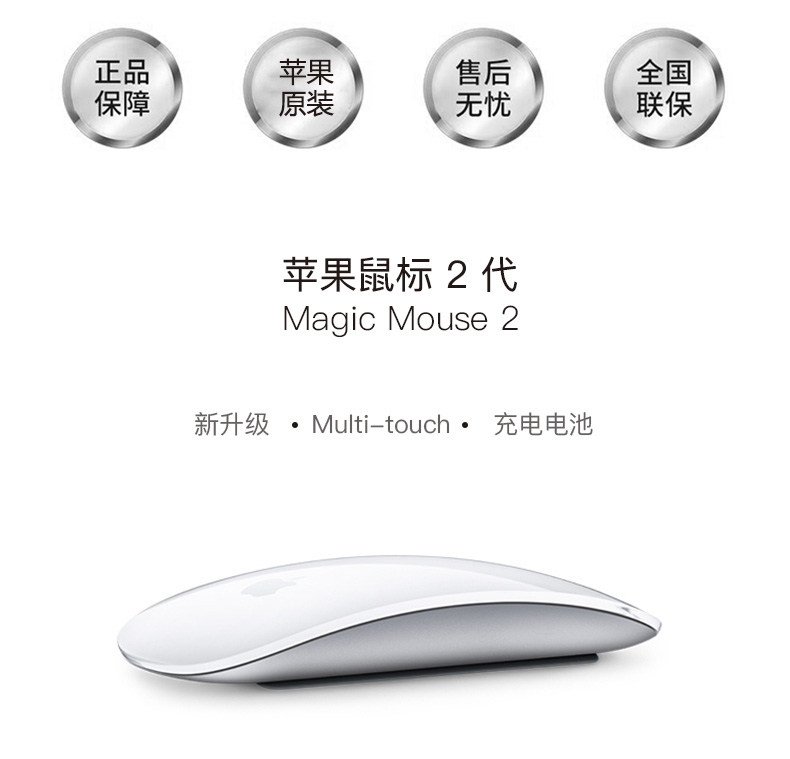 正品
保障
苹果
原装
售后
无忧
全国
联保
苹果鼠标 2 代
Magic Mouse 2
新升级 • Multi-touch • 充电电池